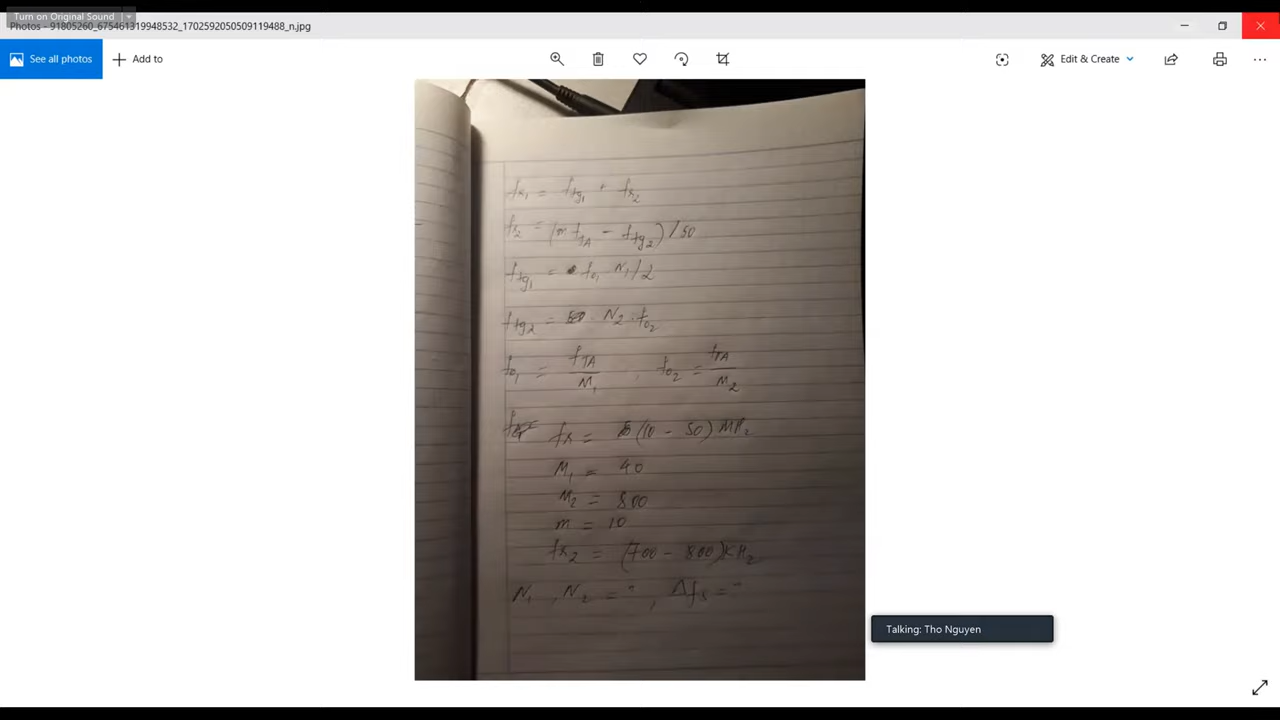 Turn on Original Sound
Photos - 91805260_675461319948532_1702592050509119488_n.jpg
See all photos
Add to
Edit & Create
fx₁ = ftg₁ + fx₂
fx₂ = (m fTA − ftg₂) / 50
ftg₁ = fo₁ N₁/2
ftg₂ = N₂ · fo₂
fo₁ = fTA / M₁ , fo₂ = fTA / M₂
fx = (10 − 50) MHz
M₁ = 40
M₂ = 800
m = 10
fx₂ = (700 − 800) KHz
N₁ , N₂ = ? , Δfs = ?
Talking: Tho Nguyen